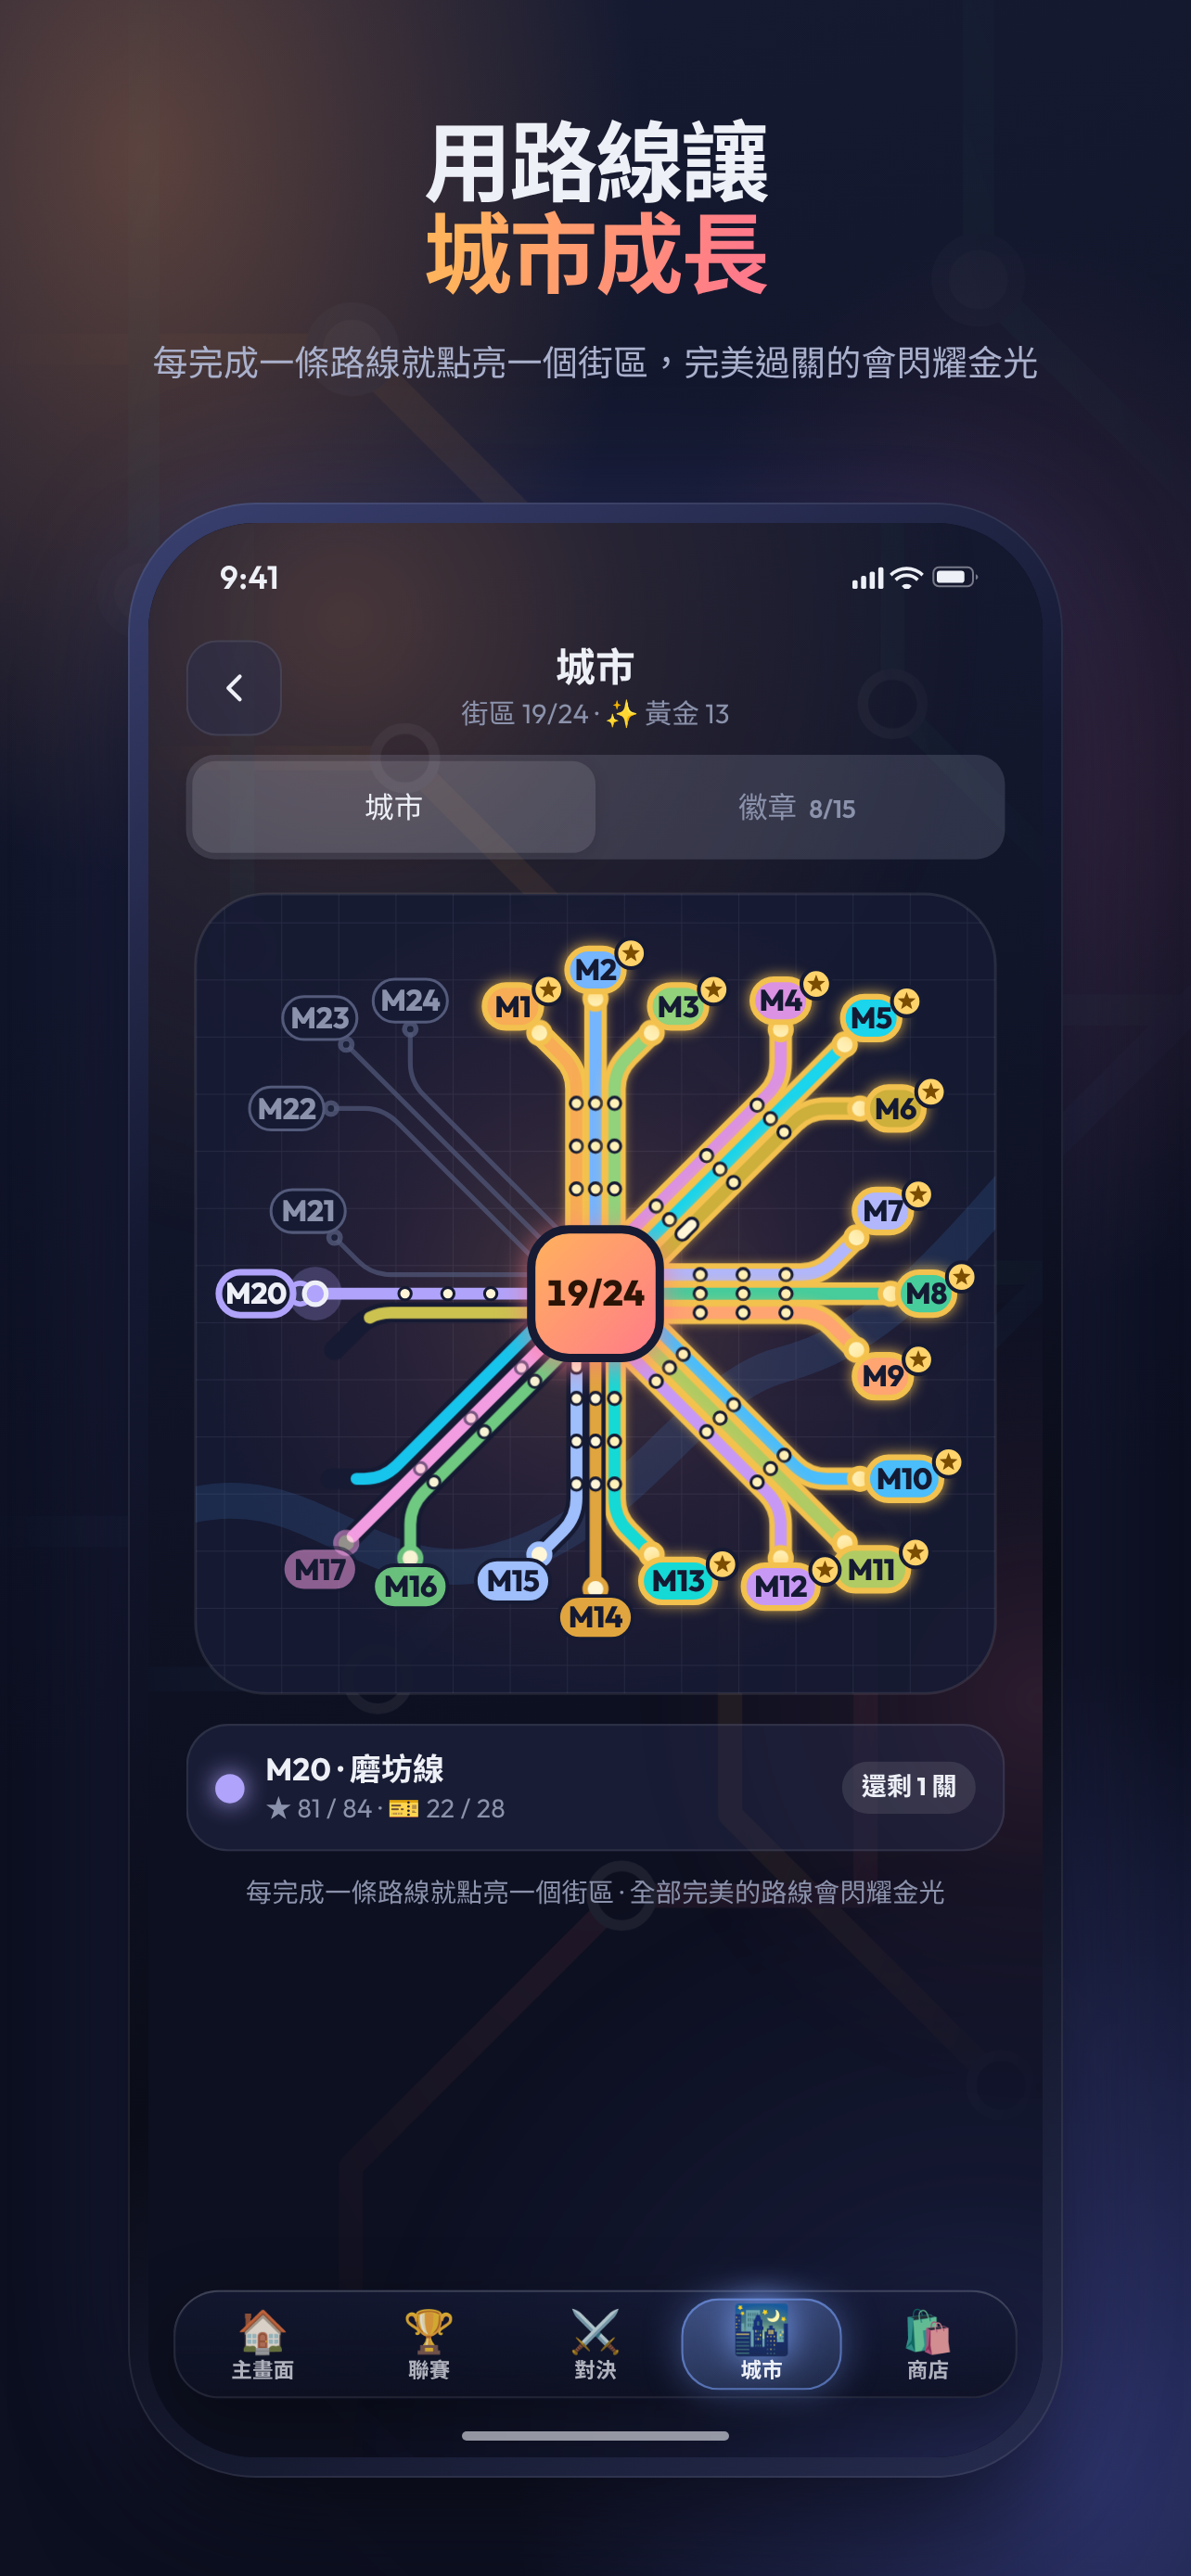 用路線讓
城市成長
每完成一條路線就點亮一個街區，完美過關的會閃耀金光
9:41
城市
街區 19/24 · ✨ 黃金 13
城市
徽章 8/15
M2
M24
M1
M3
M4
M23
M5
M22
M6
M21
M7
M20
19/24
M8
M9
M10
M17
M16
M15
M14
M13
M12
M11
M20 · 磨坊線
★ 81 / 84 · 🎫 22 / 28
還剩 1 關
每完成一條路線就點亮一個街區 · 全部完美的路線會閃耀金光
主畫面
聯賽
對決
城市
商店